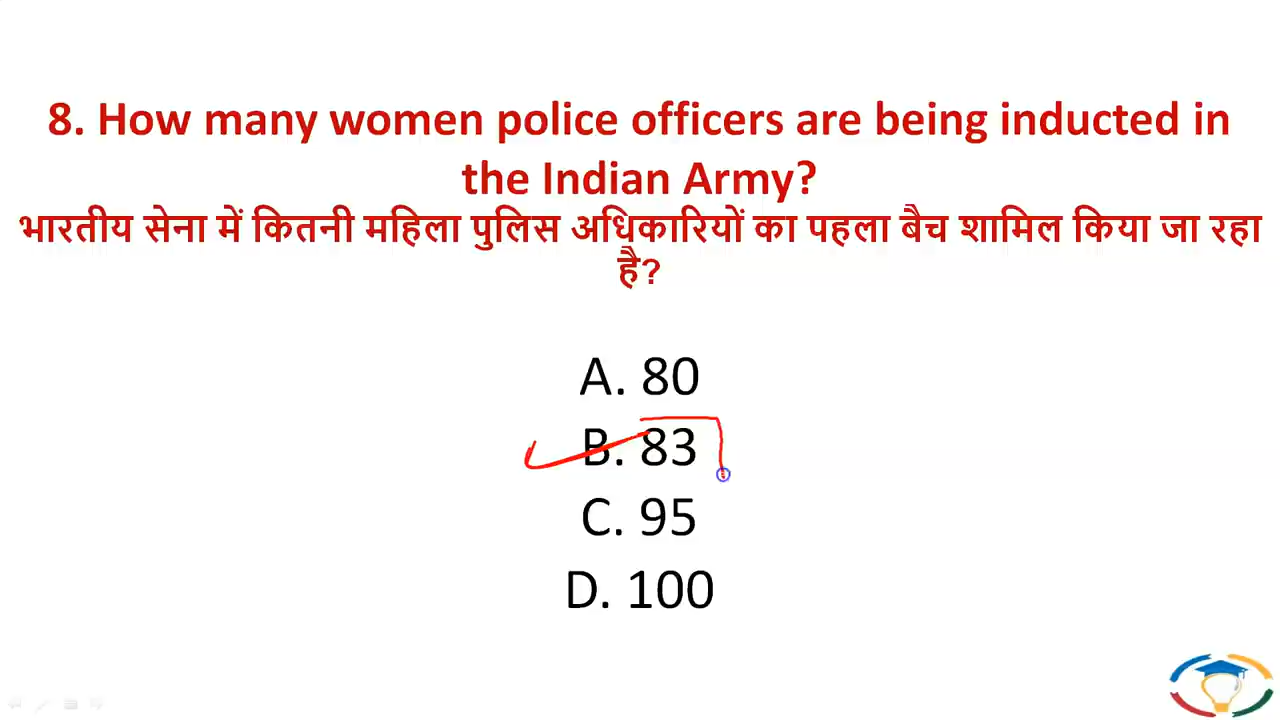 8. How many women police officers are being inducted in
the Indian Army?
भारतीय सेना में कितनी महिला पुलिस अधिकारियों का पहला बैच शामिल किया जा रहा
है?
A. 80
B. 83
C. 95
D. 100